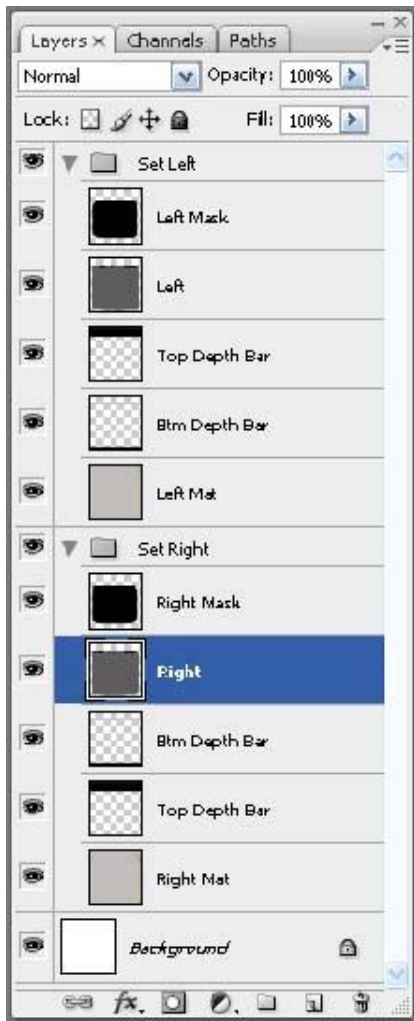 Layers × Channels Paths
Normal Opacity: 100%
Lock: Fill: 100%
Set Left
Left Mask
Left
Top Depth Bar
Btm Depth Bar
Left Mat
Set Right
Right Mask
Right
Btm Depth Bar
Top Depth Bar
Right Mat
Background
fx.